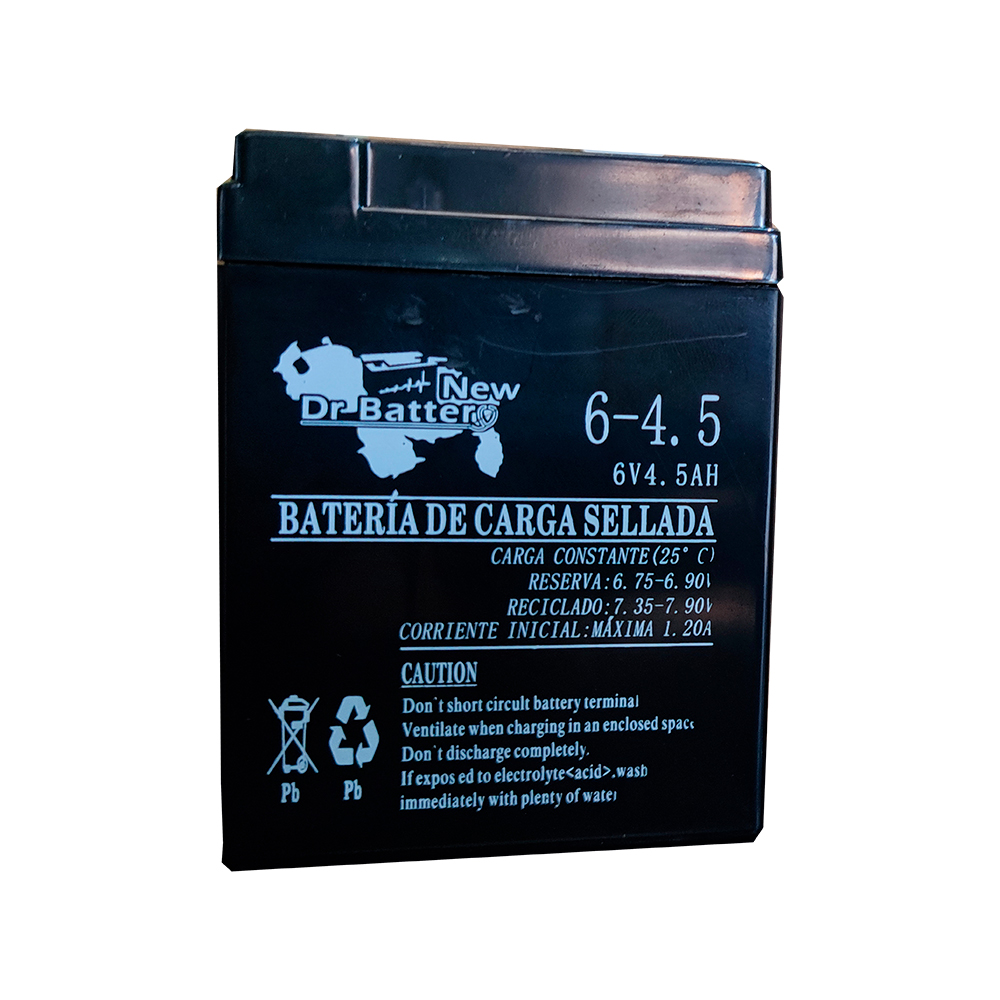 New
Dr Battery
6-4.5
6V4.5AH
BATERÍA DE CARGA SELLADA
CARGA CONSTANTE(25° C)
RESERVA:6.75-6.90V
RECICLADO:7.35-7.90V
CORRIENTE INICIAL:MÁXIMA 1.20A
CAUTION
Don't short circult battery terminal
Ventilate when charging in an enclosed space
Don't discharge completely.
If expos ed to electrolyte<acid>.wash
immediately with plenty of water
Pb
Pb